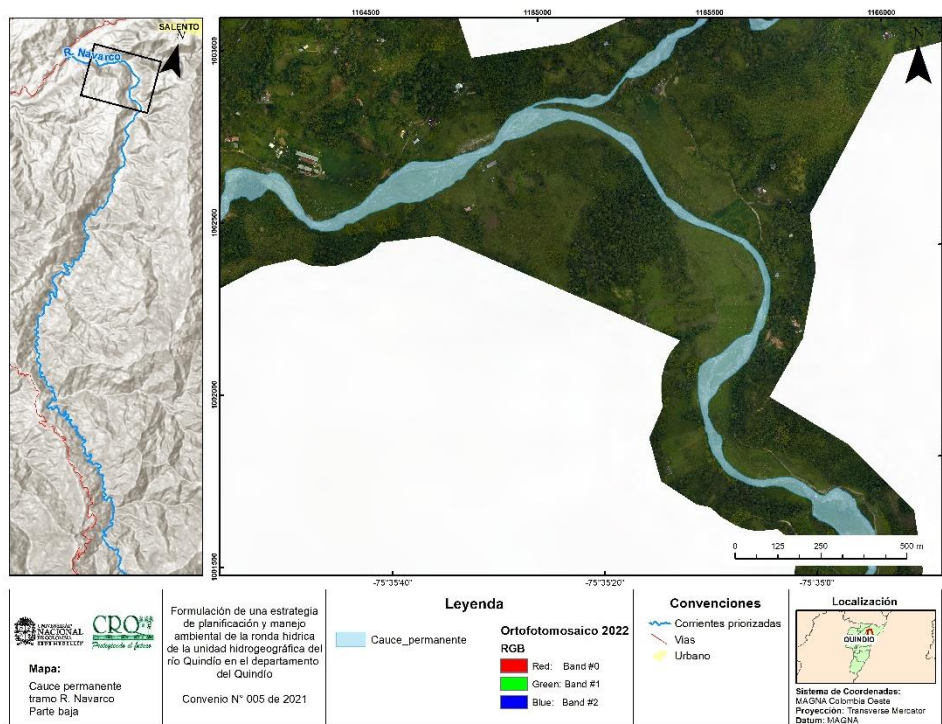 SALENTO
N
R. Navarco
1164500
1165000
1165500
1166000
N
1003000
1002500
1002000
1001500
0 125 250 500 m
-75°35'40"
-75°35'20"
-75°35'0"
UNIVERSIDAD
NACIONAL
DE COLOMBIA
SEDE MEDELLÍN
CRQ
Protegiendo el futuro
Mapa:
Cauce permanente
tramo R. Navarco
Parte baja
Formulación de una estrategia
de planificación y manejo
ambiental de la ronda hídrica
de la unidad hidrogeográfica del
río Quindío en el departamento
del Quindío
Convenio N° 005 de 2021
Leyenda
Cauce_permanente
Ortofotomosaico 2022
RGB
Red: Band #0
Green: Band #1
Blue: Band #2
Convenciones
Corrientes priorizadas
Vías
Urbano
Localización
QUINDIO
Sistema de Coordenadas:
MAGNA Colombia Oeste
Proyección: Transverse Mercator
Datum: MAGNA